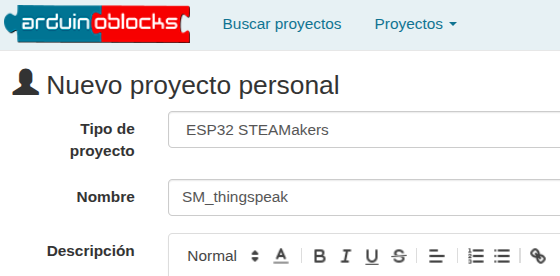 arduinoblocks Buscar proyectos Proyectos
Nuevo proyecto personal
Tipo de ESP32 STEAMakers
proyecto
Nombre SM_thingspeak
Descripción Normal A B I U S